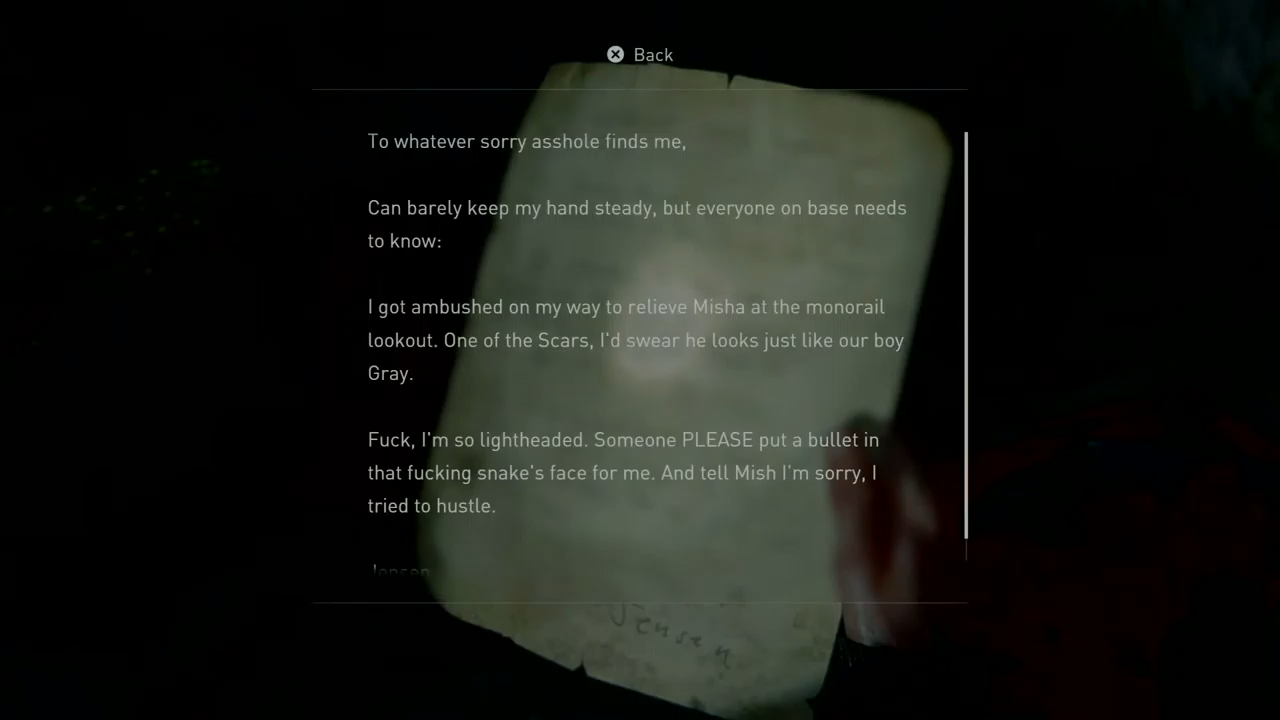 Back
To whatever sorry asshole finds me,
Can barely keep my hand steady, but everyone on base needs
to know:
I got ambushed on my way to relieve Misha at the monorail
lookout. One of the Scars, I'd swear he looks just like our boy
Gray.
Fuck, I'm so lightheaded. Someone PLEASE put a bullet in
that fucking snake's face for me. And tell Mish I'm sorry, I
tried to hustle.
Jensen
Jensen